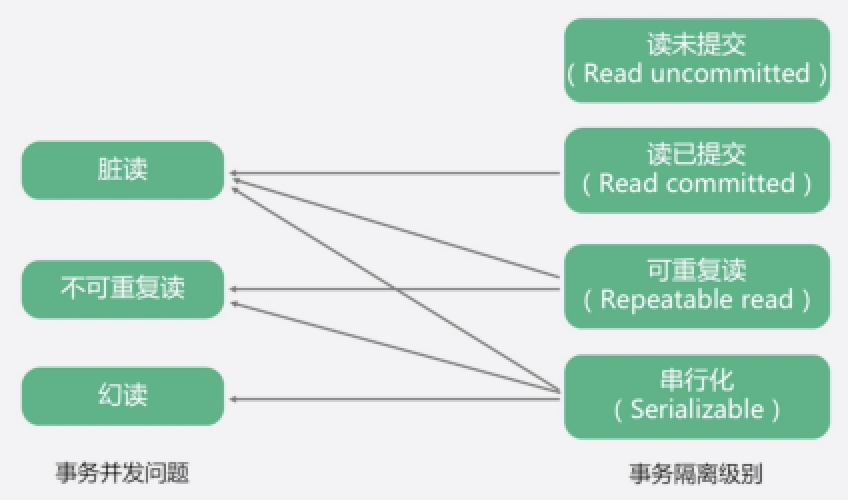 读未提交
( Read uncommitted )
脏读
读已提交
( Read committed )
不可重复读
可重复读
( Repeatable read )
幻读
串行化
( Serializable )
事务并发问题
事务隔离级别